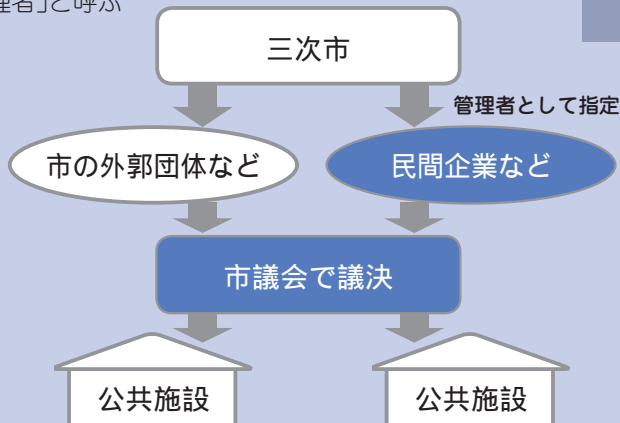 理者」と呼ぶ
三次市
管理者として指定
市の外郭団体など
民間企業など
市議会で議決
公共施設
公共施設